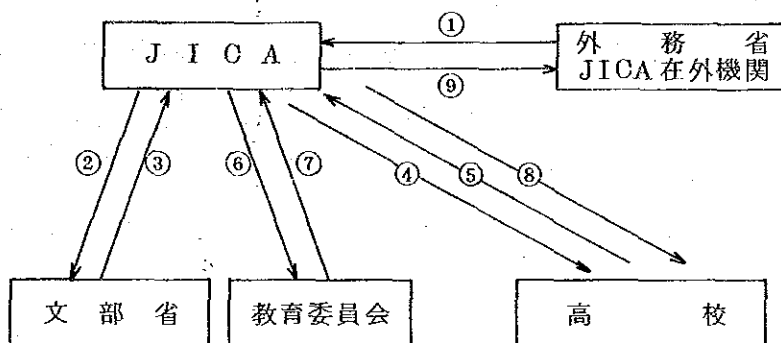 ①
JICA
外務省
JICA在外機関
⑨
② ③ ⑥ ⑦ ④ ⑤ ⑧
文部省 教育委員会 高校